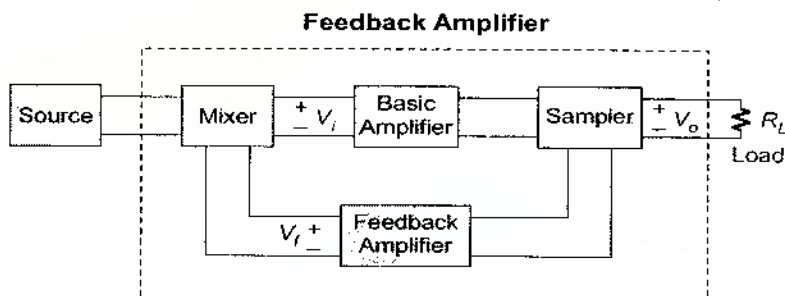 Feedback Amplifier
Source
Mixer
+
− V_i
Basic
Amplifier
Sampler
+
− V_o
R_L
Load
V_f +
−
Feedback
Amplifier